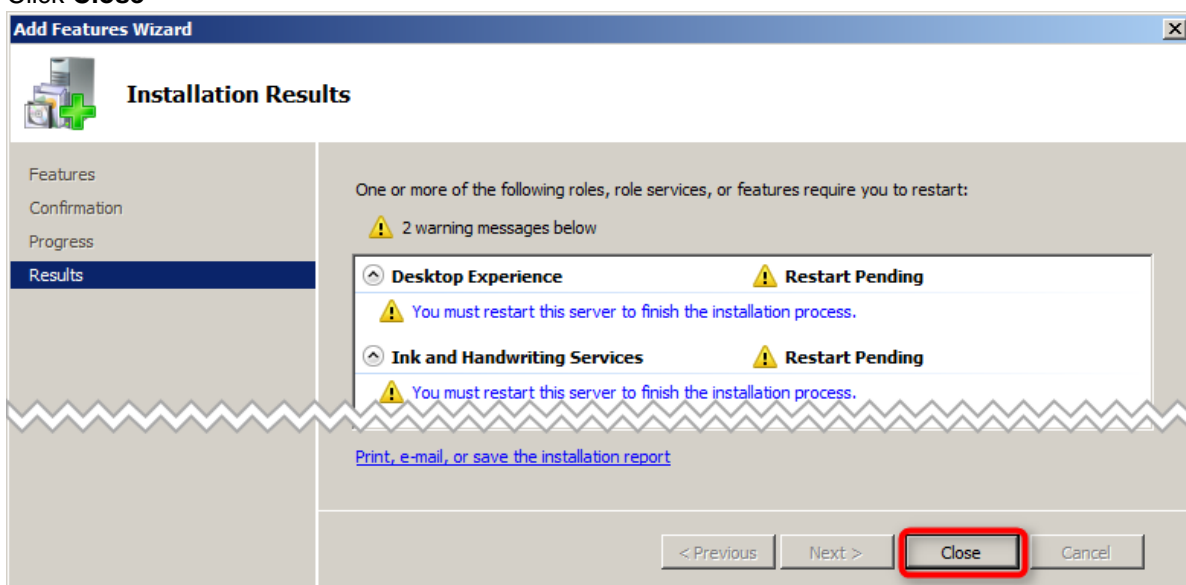 Click Close
Add Features Wizard
Installation Results
Features
Confirmation
Progress
Results
One or more of the following roles, role services, or features require you to restart:
2 warning messages below
Desktop Experience Restart Pending
You must restart this server to finish the installation process.
Ink and Handwriting Services Restart Pending
You must restart this server to finish the installation process.
Print, e-mail, or save the installation report
< Previous Next > Close Cancel